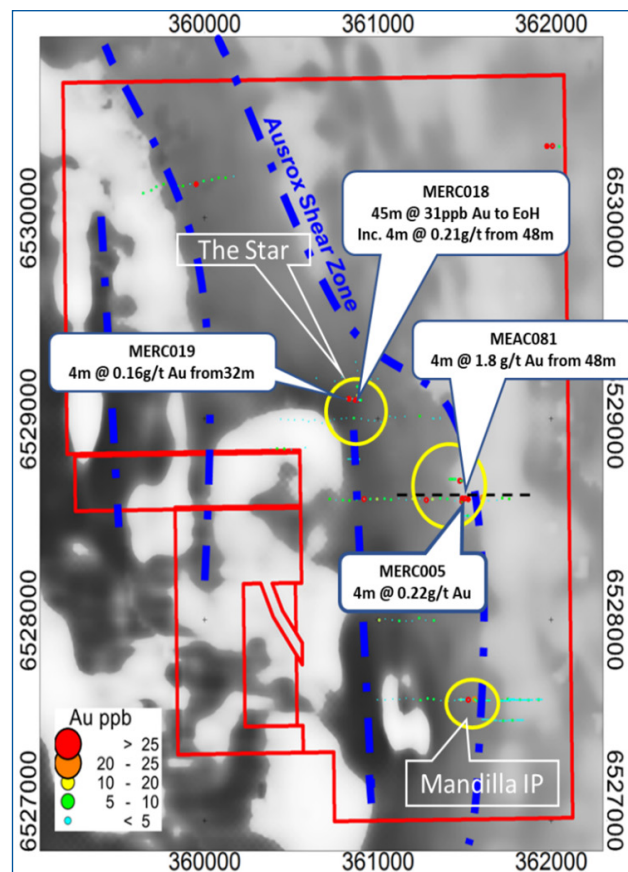 360000 361000 362000
Ausrox Shear Zone
MERC018
45m @ 31ppb Au to EoH
Inc. 4m @ 0.21g/t from 48m
6530000 6530000
The Star
MERC019
4m @ 0.16g/t Au from32m
MEAC081
4m @ 1.8 g/t Au from 48m
6529000 6529000
MERC005
4m @ 0.22g/t Au
6528000 6528000
Au ppb
> 25
20 - 25
10 - 20
5 - 10
< 5
Mandilla IP
6527000 6527000
360000 361000 362000